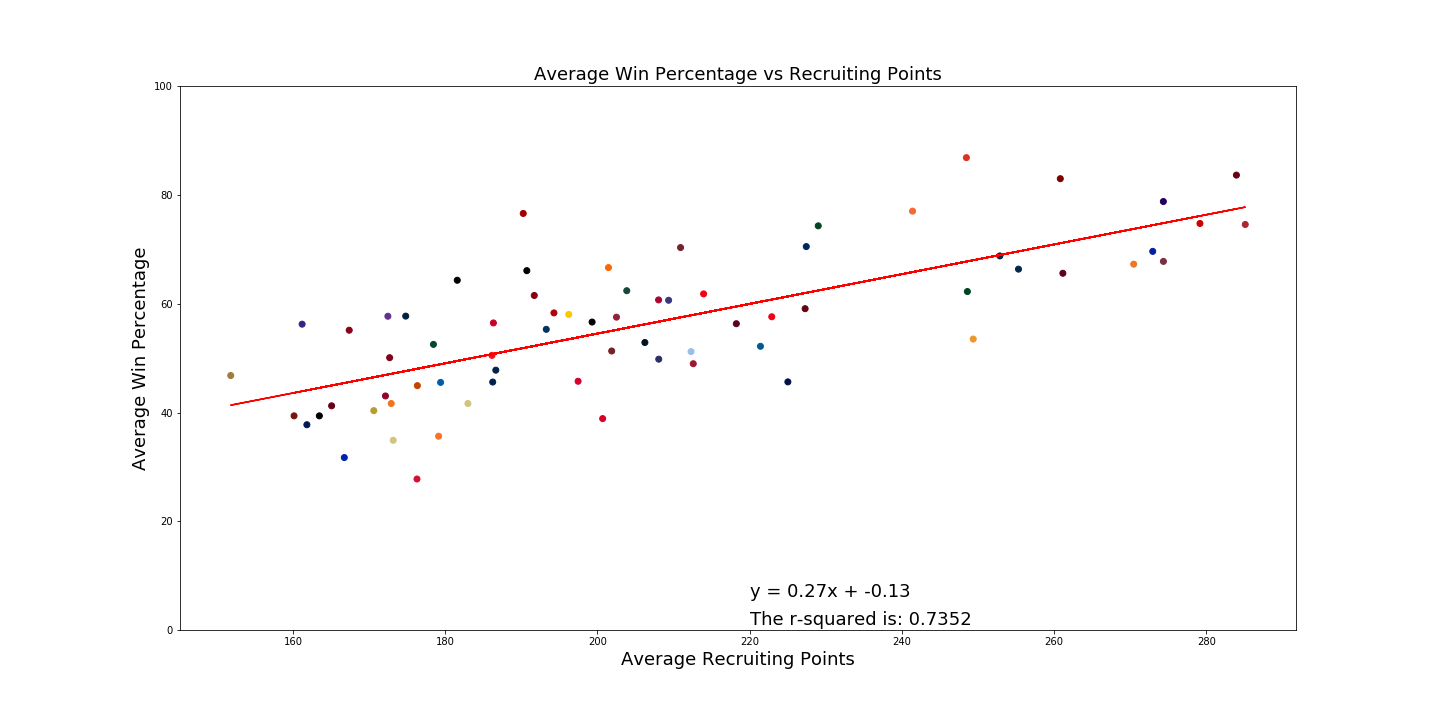 Average Win Percentage vs Recruiting Points
100
80
60
40
20
0
Average Win Percentage
y = 0.27x + -0.13
The r-squared is: 0.7352
160 180 200 220 240 260 280
Average Recruiting Points